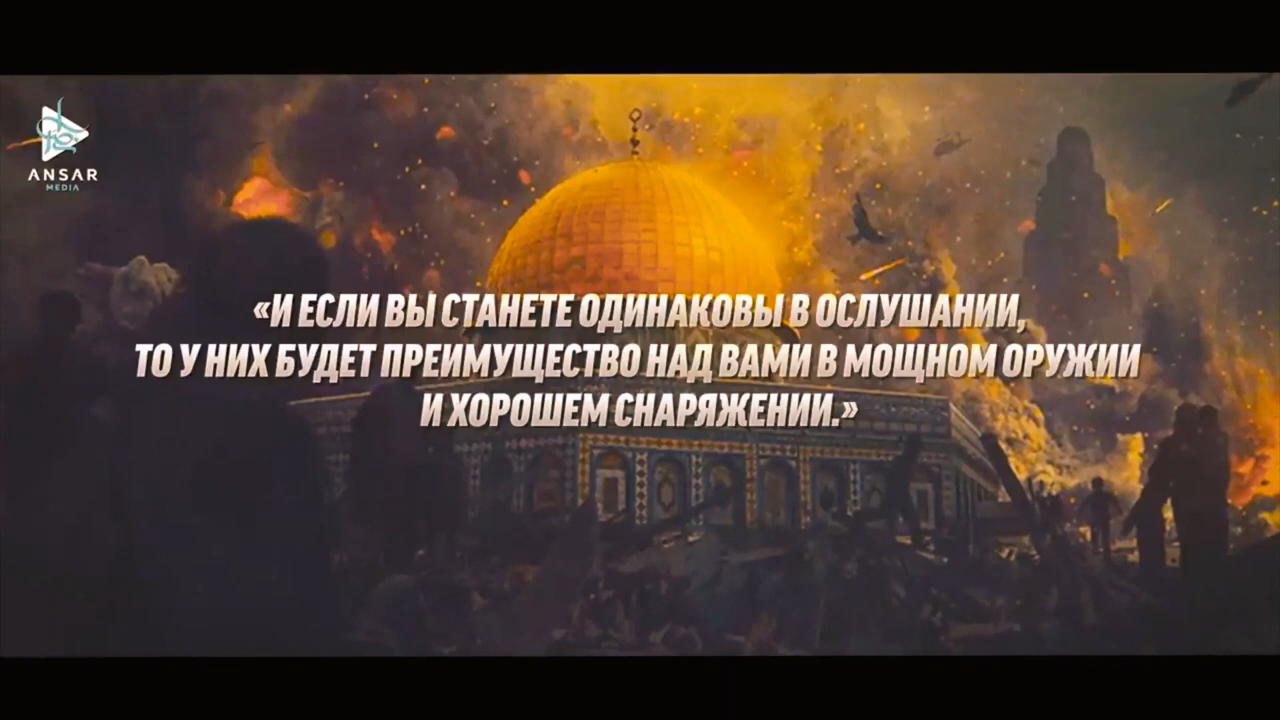 ANSAR
MEDIA
«И ЕСЛИ ВЫ СТАНЕТЕ ОДИНАКОВЫ В ОСЛУШАНИИ,
ТО У НИХ БУДЕТ ПРЕИМУЩЕСТВО НАД ВАМИ В МОЩНОМ ОРУЖИИ
И ХОРОШЕМ СНАРЯЖЕНИИ.»